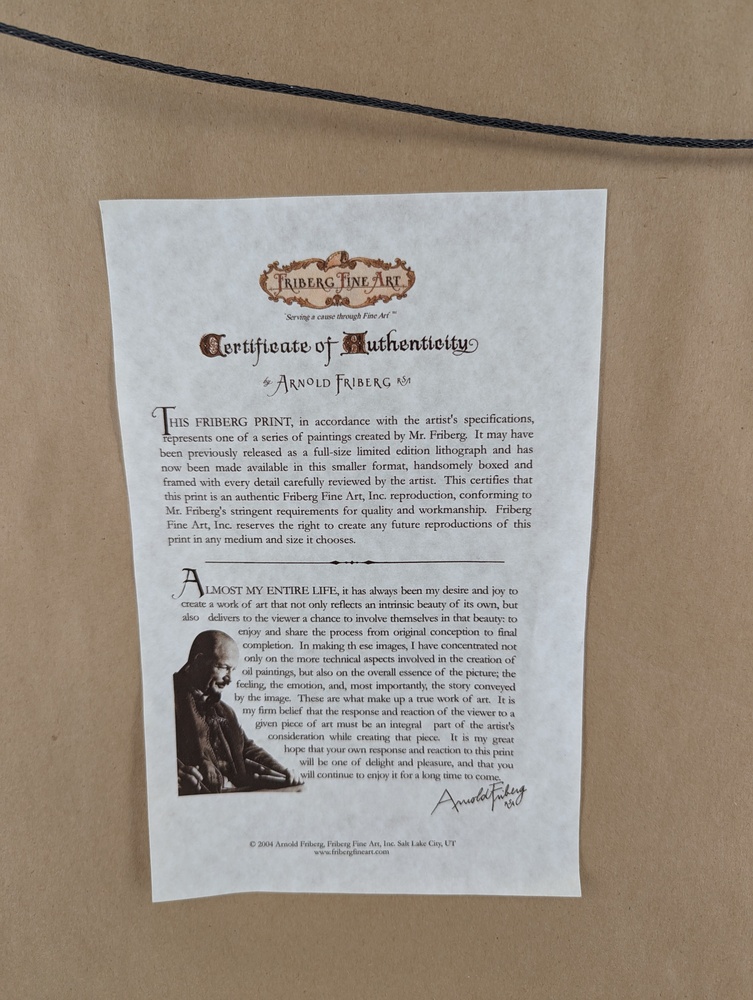 FRIBERG FINE ART
"Serving a cause through Fine Art"™
Certificate of Authenticity
by ARNOLD FRIBERG RSA
THIS FRIBERG PRINT, in accordance with the artist's specifications,
represents one of a series of paintings created by Mr. Friberg. It may have
been previously released as a full-size limited edition lithograph and has
now been made available in this smaller format, handsomely boxed and
framed with every detail carefully reviewed by the artist. This certifies that
this print is an authentic Friberg Fine Art, Inc. reproduction, conforming to
Mr. Friberg's stringent requirements for quality and workmanship. Friberg
Fine Art, Inc. reserves the right to create any future reproductions of this
print in any medium and size it chooses.
ALMOST MY ENTIRE LIFE, it has always been my desire and joy to
create a work of art that not only reflects an intrinsic beauty of its own, but
also delivers to the viewer a chance to involve themselves in that beauty: to
enjoy and share the process from original conception to final
completion. In making th ese images, I have concentrated not
only on the more technical aspects involved in the creation of
oil paintings, but also on the overall essence of the picture; the
feeling, the emotion, and, most importantly, the story conveyed
by the image. These are what make up a true work of art. It is
my firm belief that the response and reaction of the viewer to a
given piece of art must be an integral part of the artist's
consideration while creating that piece. It is my great
hope that your own response and reaction to this print
will be one of delight and pleasure, and that you
will continue to enjoy it for a long time to come.
Arnold Friberg
RSA
© 2004 Arnold Friberg, Friberg Fine Art, Inc. Salt Lake City, UT
www.fribergfineart.com